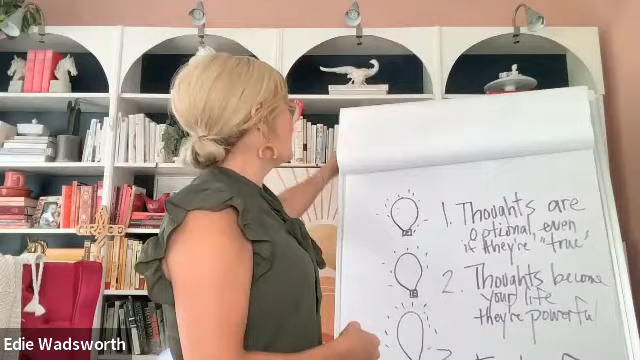 1. Thoughts are
optional, even
if they're "true"
2. Thoughts become
your life
they're powerful
Edie Wadsworth